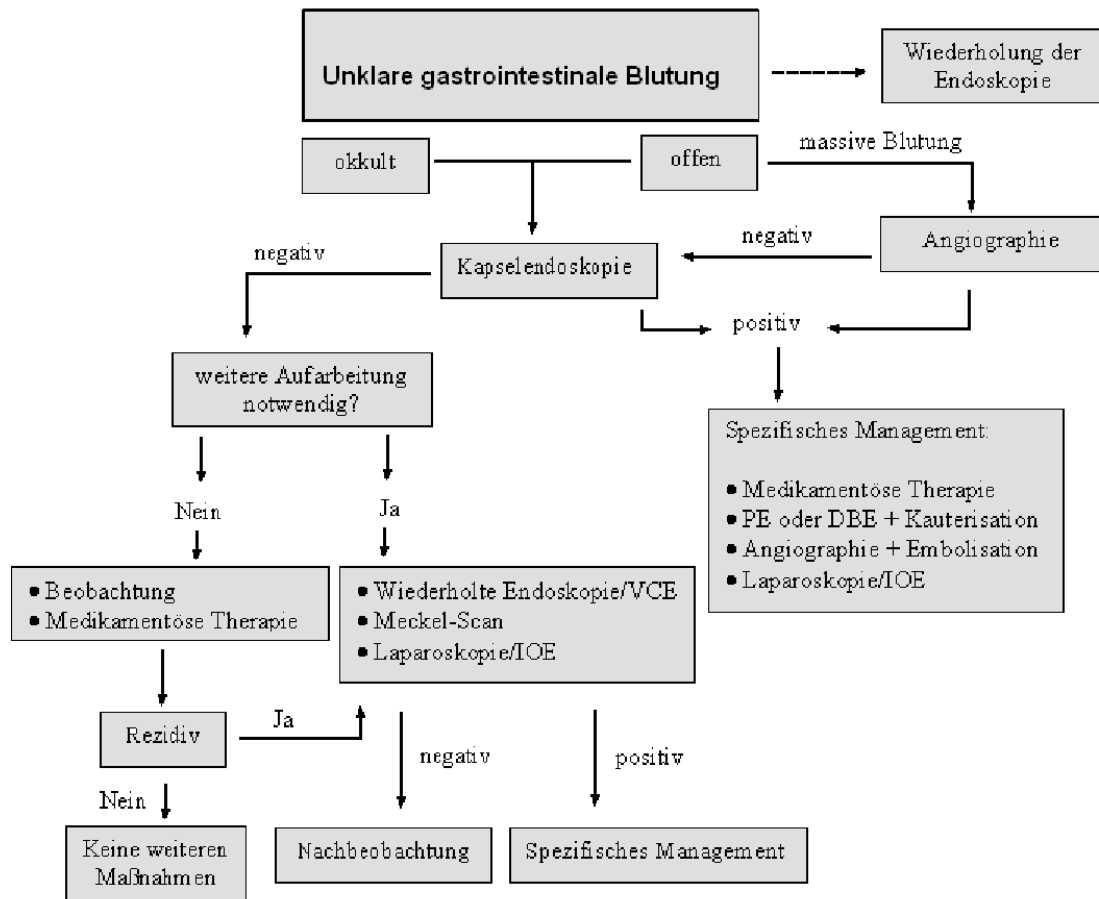 Unklare gastrointestinale Blutung
Wiederholung der
Endoskopie
okkult
offen
massive Blutung
negativ
Kapselendoskopie
negativ
Angiographie
positiv
weitere Aufarbeitung
notwendig?
Spezifisches Management:
● Medikamentöse Therapie
● PE oder DBE + Kauterisation
● Angiographie + Embolisation
● Laparoskopie/IOE
Nein
Ja
● Beobachtung
● Medikamentöse Therapie
● Wiederholte Endoskopie/VCE
● Meckel-Scan
● Laparoskopie/IOE
Rezidiv
Ja
negativ
positiv
Nein
Keine weiteren
Maßnahmen
Nachbeobachtung
Spezifisches Management